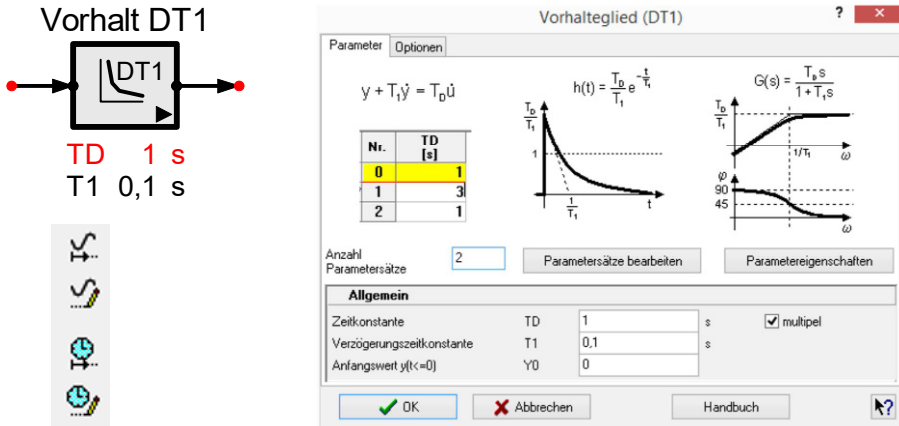 Vorhalt DT1
DT1
TD 1 s
T1 0,1 s
Vorhalteglied (DT1)
? ×
Parameter Optionen
y + T₁ẏ = T_D u̇
h(t) = T_D/T₁ e^(-t/T₁)
G(s) = T_D s / (1 + T₁s)
Nr. TD [s]
0 1
1 3
2 1
T_D/T₁
1
1/T₁
t
T_D/T₁
1/T₁
ω
φ
90
45
ω
Anzahl
Parametersätze
2
Parametersätze bearbeiten
Parametereigenschaften
Allgemein
Zeitkonstante TD 1 s multipel
Verzögerungszeitkonstante T1 0,1 s
Anfangswert y(t<=0) Y0 0
OK Abbrechen Handbuch ?